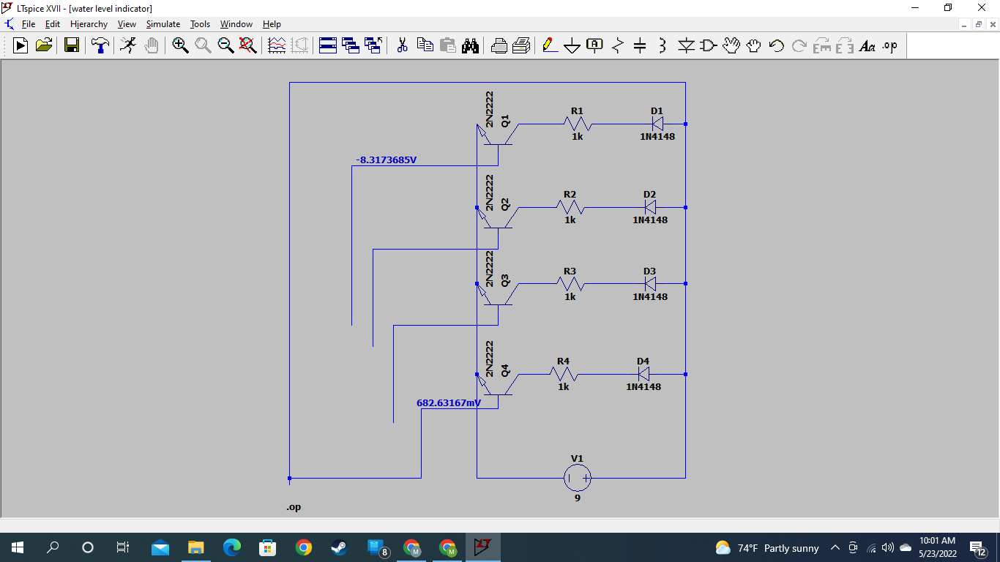 LTspice XVII - [water level indicator]
File Edit Hierarchy View Simulate Tools Window Help
Aa .op
2N2222
Q1
R1
1k
D1
1N4148
-8.3173685V
2N2222
Q2
R2
1k
D2
1N4148
2N2222
Q3
R3
1k
D3
1N4148
2N2222
Q4
R4
1k
D4
1N4148
682.63167mV
V1
9
.op
8
M
M
74°F Partly sunny
10:01 AM
5/23/2022
12